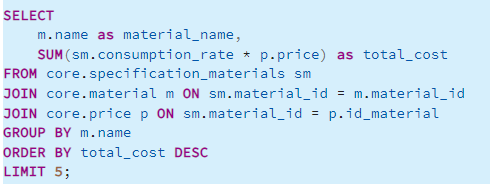 SELECT
    m.name as material_name,
    SUM(sm.consumption_rate * p.price) as total_cost
FROM core.specification_materials sm
JOIN core.material m ON sm.material_id = m.material_id
JOIN core.price p ON sm.material_id = p.id_material
GROUP BY m.name
ORDER BY total_cost DESC
LIMIT 5;